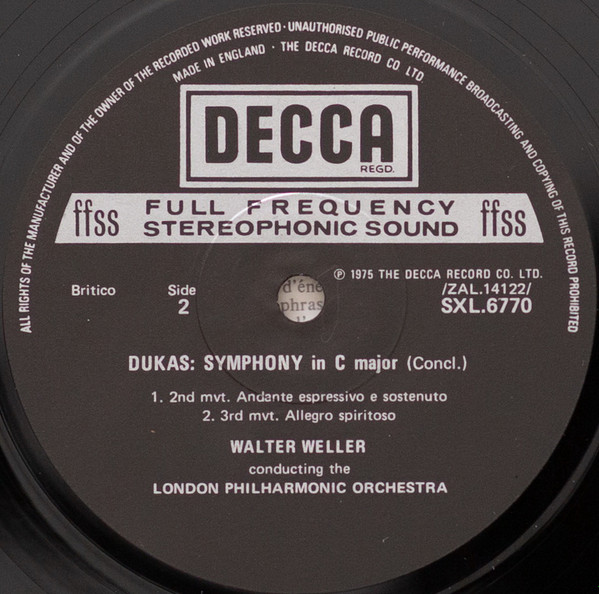 ALL RIGHTS OF THE MANUFACTURER AND OF THE OWNER OF THE RECORDED WORK RESERVED · UNAUTHORISED PUBLIC PERFORMANCE BROADCASTING AND COPYING OF THIS RECORD PROHIBITED
MADE IN ENGLAND · THE DECCA RECORD CO LTD
DECCA
REGD.
ffss FULL FREQUENCY ffss
STEREOPHONIC SOUND
℗ 1975 THE DECCA RECORD CO. LTD.
Britico Side /ZAL.14122/
2 SXL.6770
d'éne
phras
DUKAS: SYMPHONY in C major (Concl.)
1. 2nd mvt. Andante espressivo e sostenuto
2. 3rd mvt. Allegro spiritoso
WALTER WELLER
conducting the
LONDON PHILHARMONIC ORCHESTRA